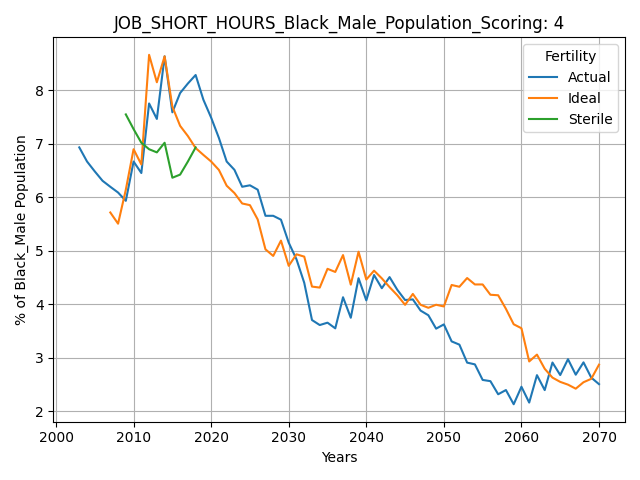 JOB_SHORT_HOURS_Black_Male_Population_Scoring: 4
Fertility
Actual
Ideal
Sterile
% of Black_Male Population
8
7
6
5
4
3
2
2000 2010 2020 2030 2040 2050 2060 2070
Years